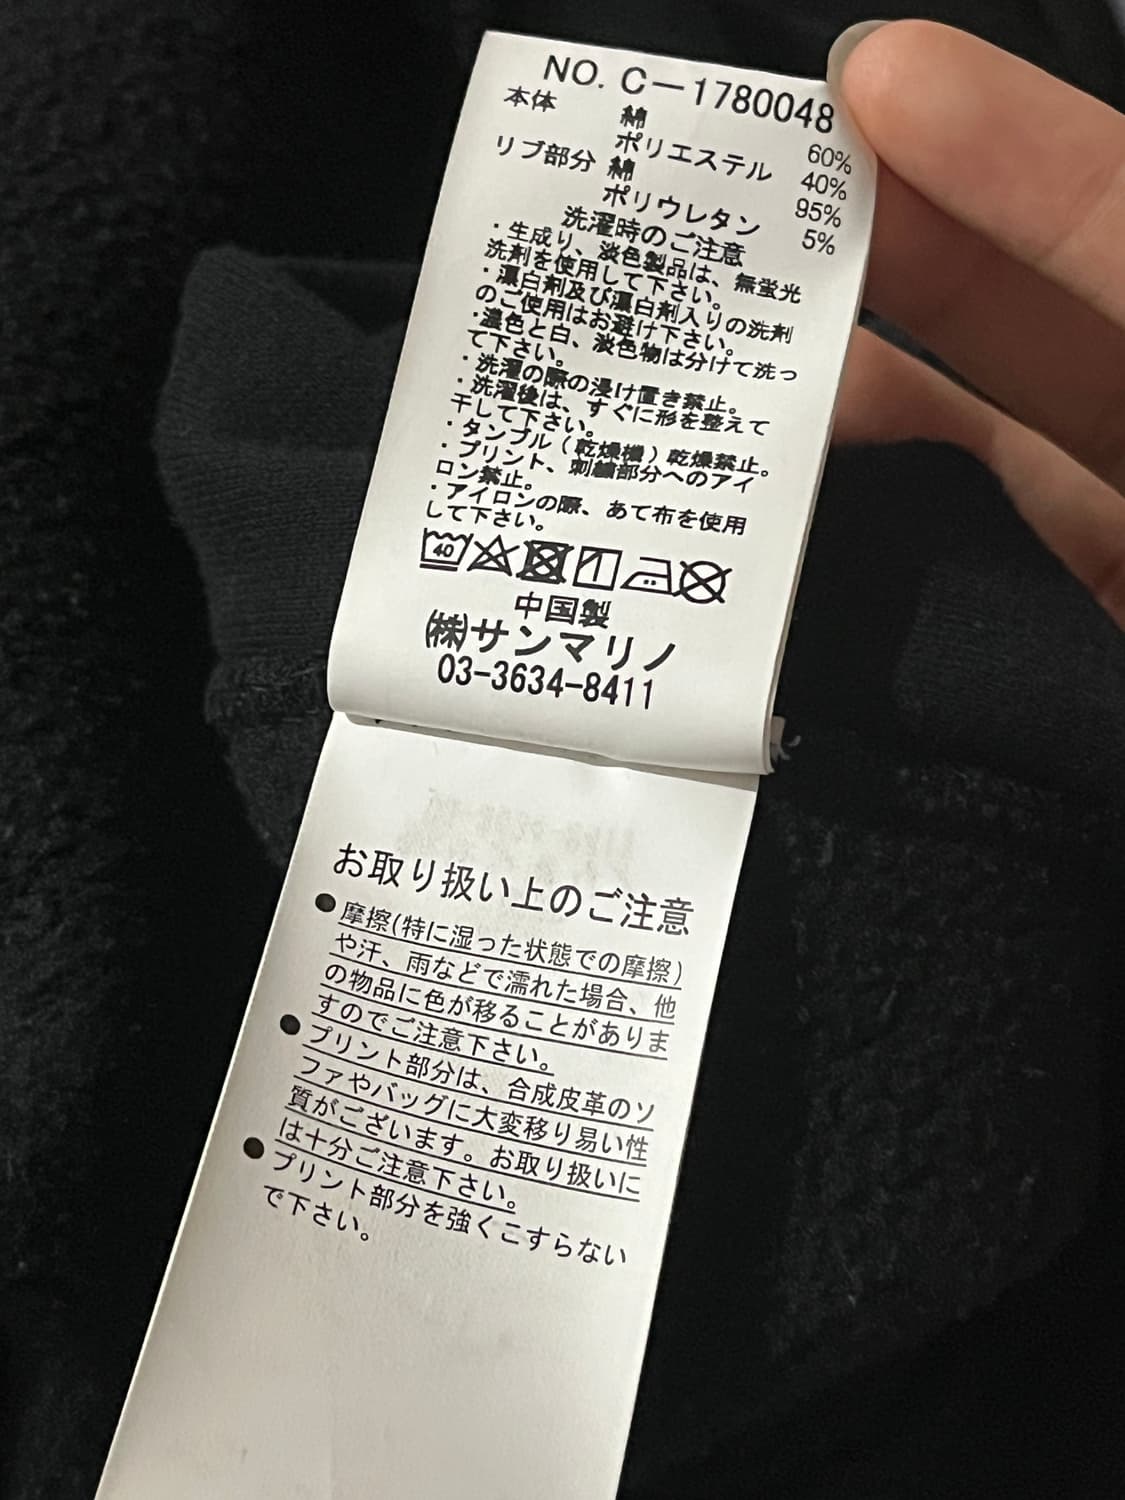 NO. C-1780048
本体 綿 60%
ポリエステル 40%
リブ部分 綿 95%
ポリウレタン 5%
洗濯時のご注意
・生成り、淡色製品は、無蛍光
洗剤を使用して下さい。
・漂白剤及び漂白剤入りの洗剤
のご使用はお避け下さい。
・濃色と白、淡色物は分けて洗っ
て下さい。
・洗濯の際の浸け置き禁止。
・洗濯後は、すぐに形を整えて
干して下さい。
・タンブル(乾燥機)乾燥禁止。
・プリント、刺繍部分へのアイ
ロン禁止。
・アイロンの際、あて布を使用
して下さい。
40
中国製
㈱サンマリノ
03-3634-8411
お取り扱い上のご注意
●摩擦(特に湿った状態での摩擦)
や汗、雨などで濡れた場合、他
の物品に色が移ることがありま
すのでご注意下さい。
●プリント部分は、合成皮革のソ
ファやバッグに大変移り易い性
質がございます。お取り扱いに
は十分ご注意下さい。
●プリント部分を強くこすらない
で下さい。